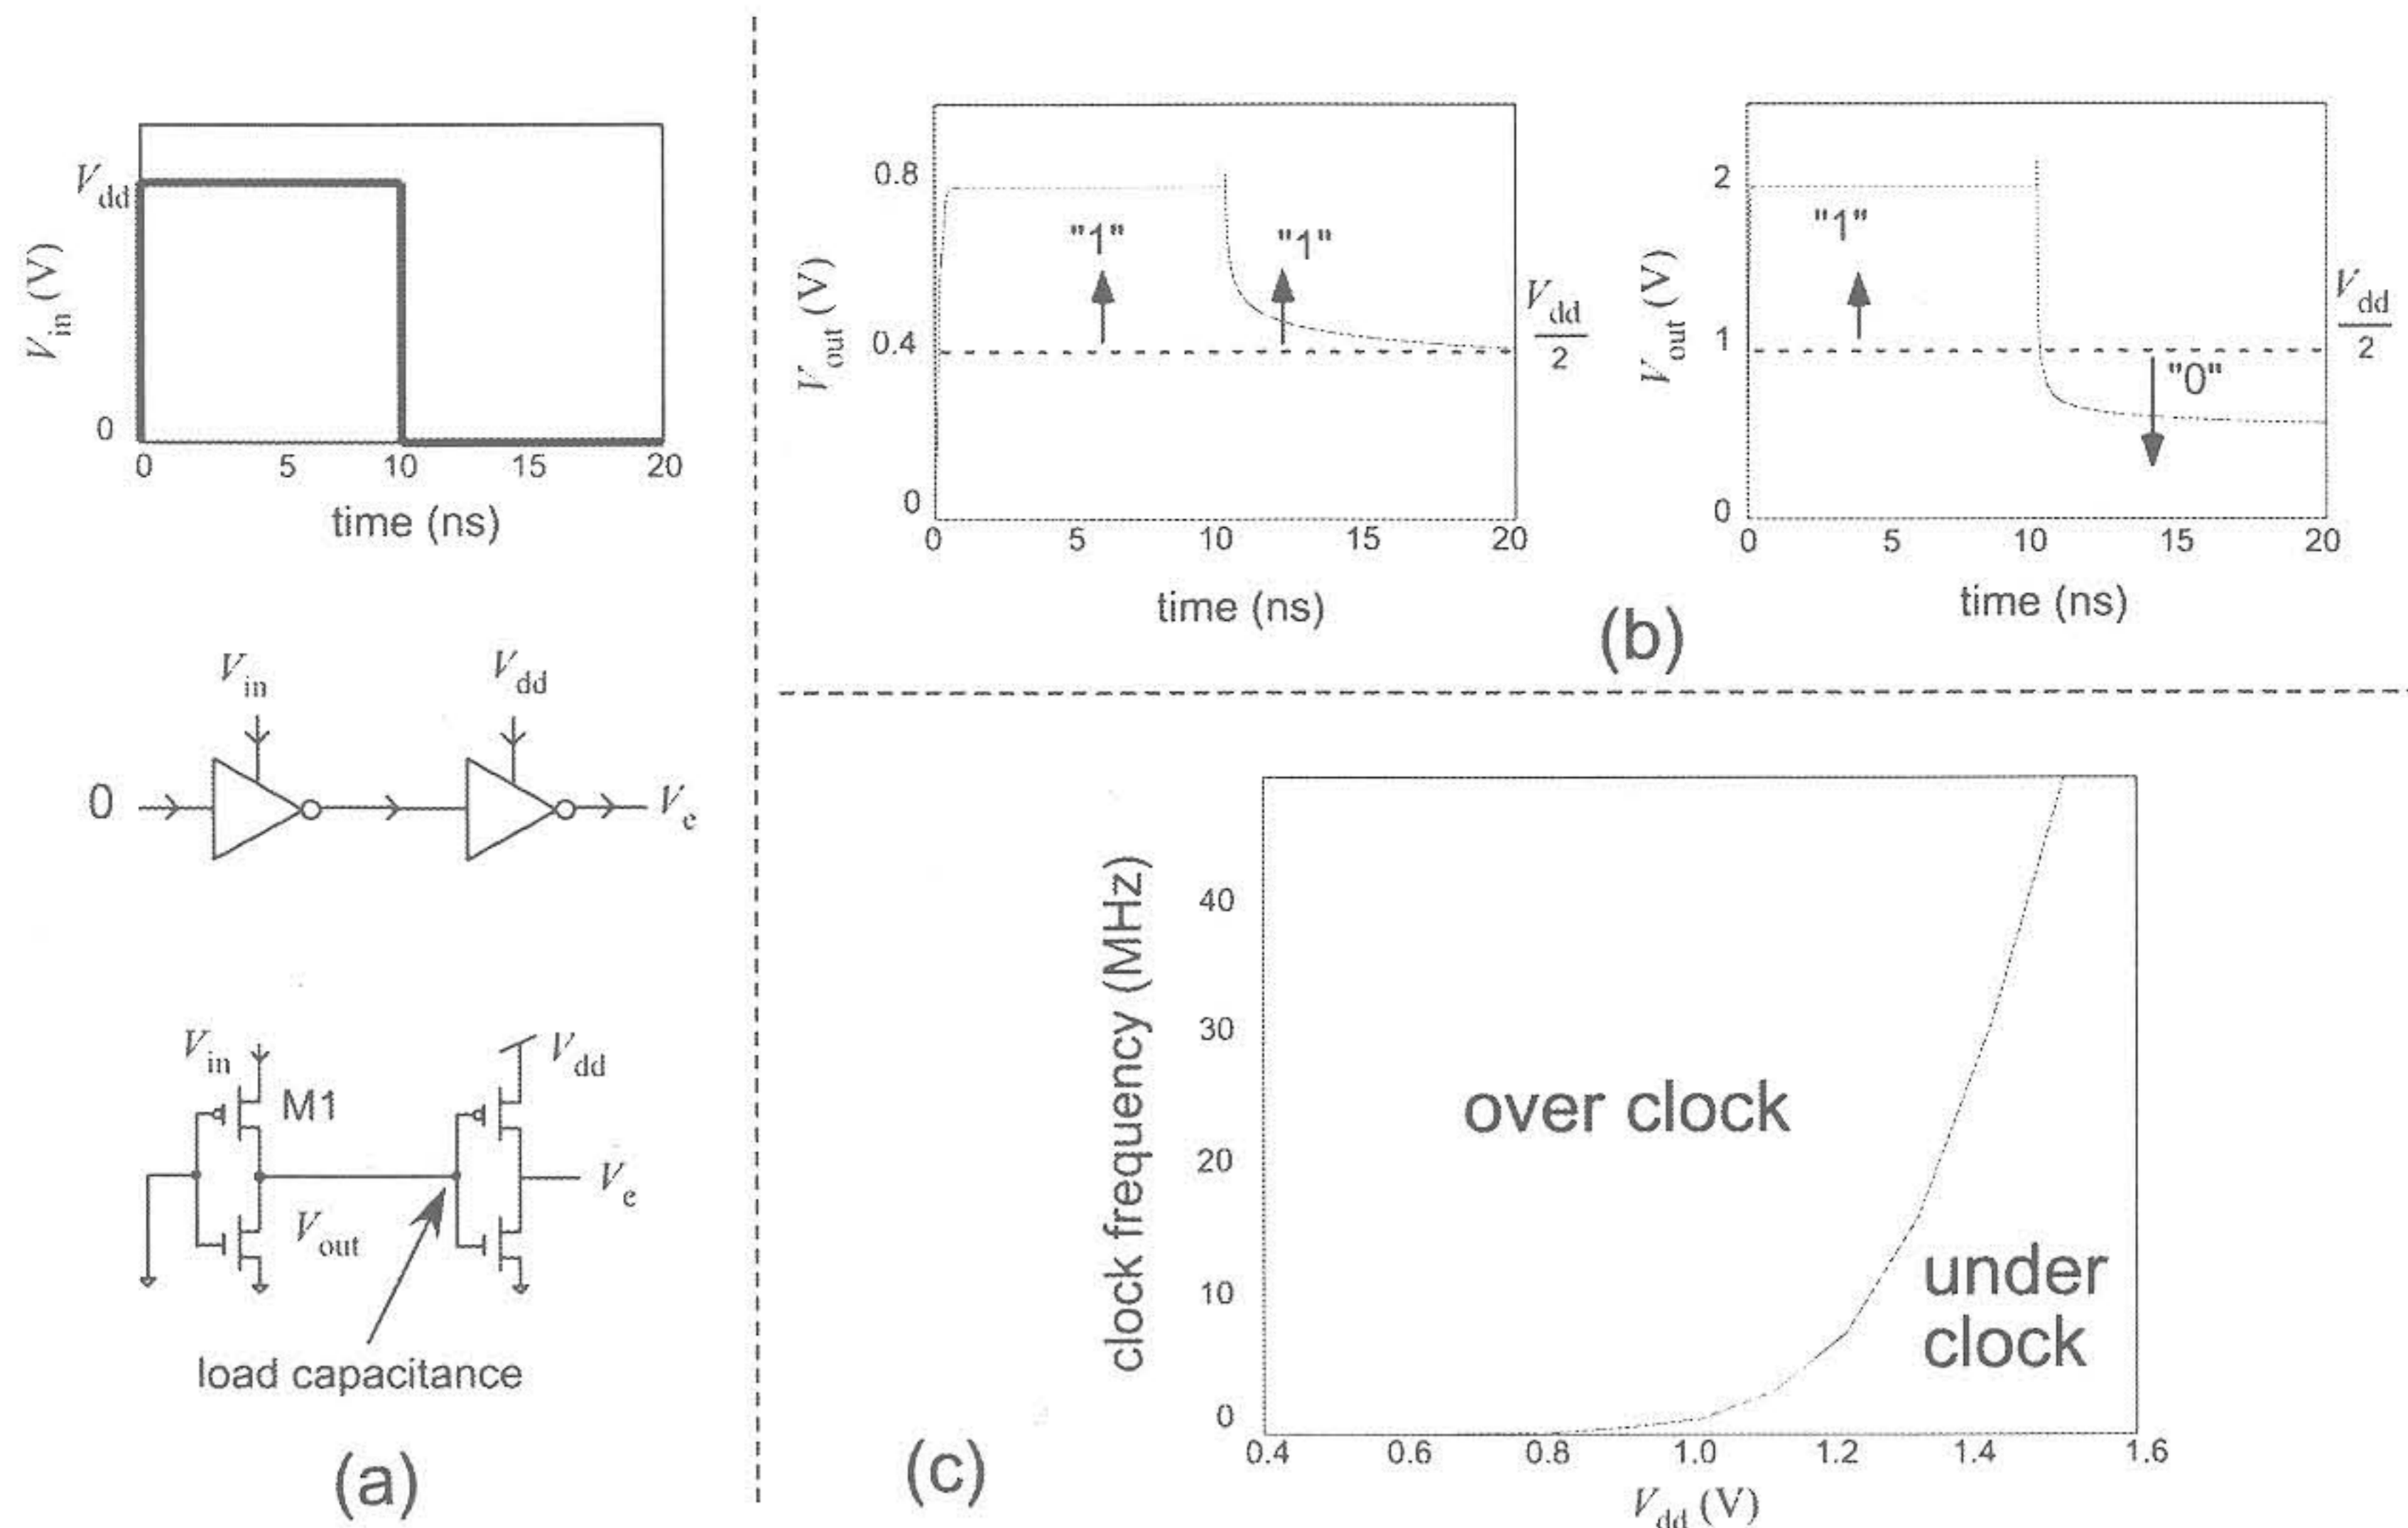 V_dd
V_in (V)
0
0 5 10 15 20
time (ns)
V_in V_dd
0 V_e
V_in V_dd
M1
V_e
V_out
load capacitance
(a)
0.8
"1" "1"
V_out (V)
0.4
V_dd
2
0
0 5 10 15 20
time (ns)
2
"1"
V_out (V)
1
V_dd
2
"0"
0
0 5 10 15 20
time (ns)
(b)
clock frequency (MHz)
40
30
20
10
0
over clock
under
clock
0.4 0.6 0.8 1.0 1.2 1.4 1.6
V_dd (V)
(c)